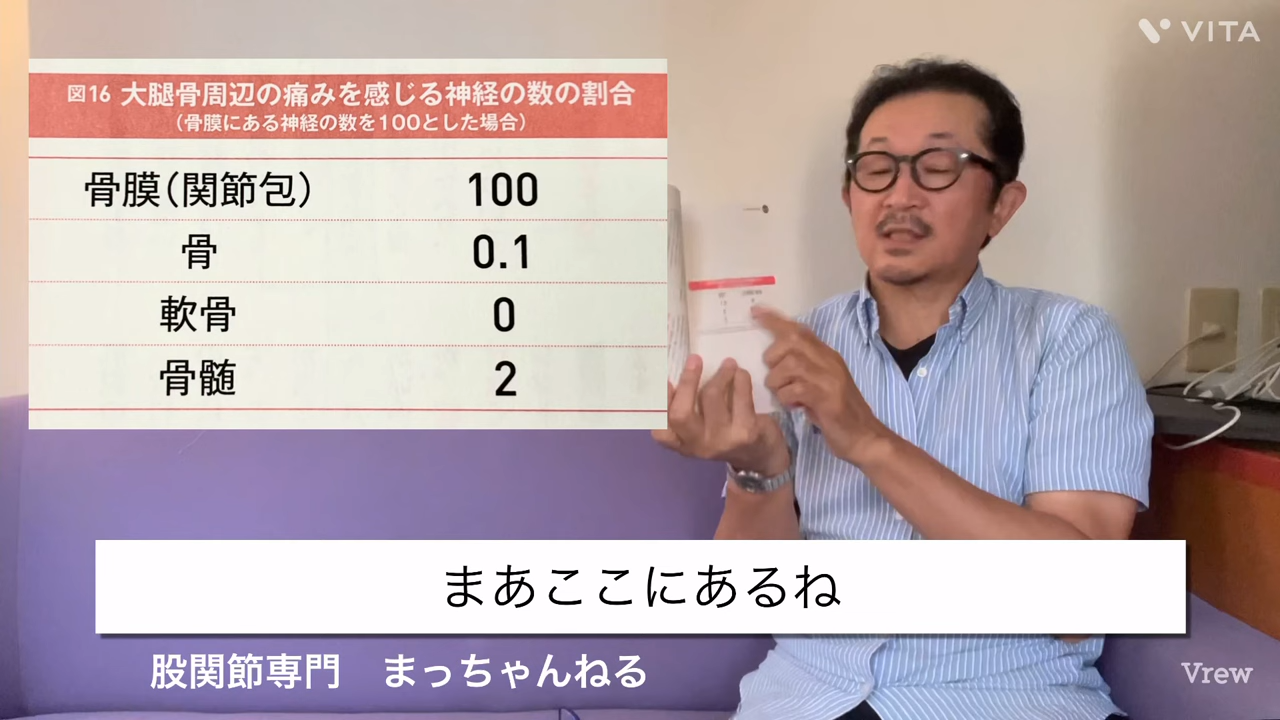 VITA
図16 大腿骨周辺の痛みを感じる神経の数の割合
(骨膜にある神経の数を100とした場合)
骨膜(関節包) 100
骨 0.1
軟骨 0
骨髄 2
まあここにあるね
股関節専門 まっちゃんねる
Vrew